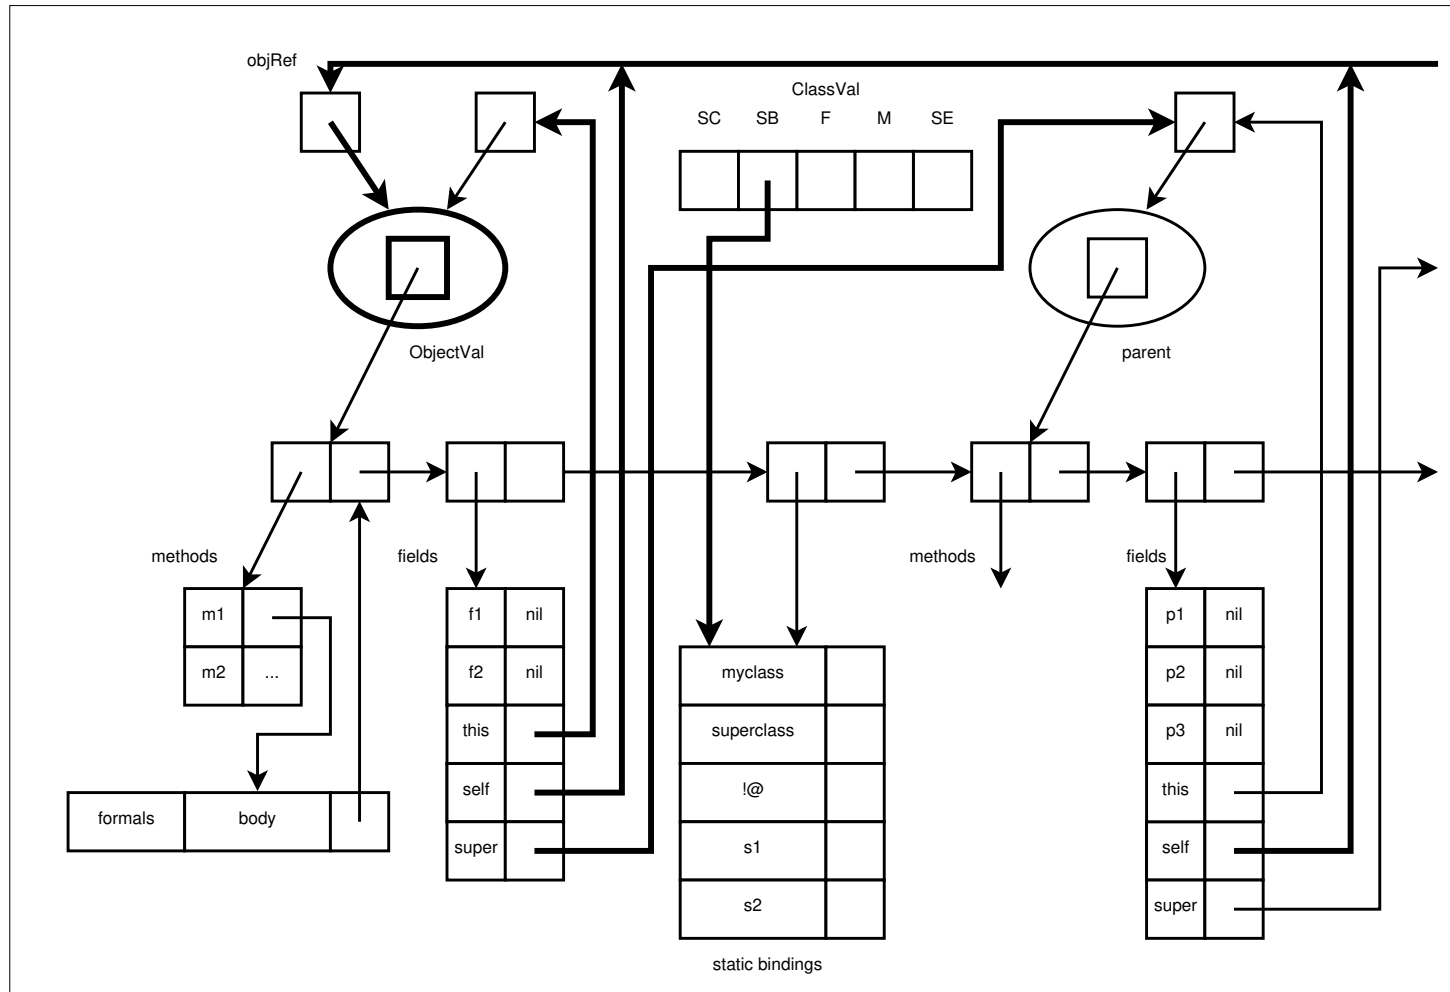 objRef
ClassVal
SC SB F M SE
ObjectVal
parent
methods
fields
methods
fields
m1
m2 ...
formals body
f1 nil
f2 nil
this
self
super
myclass
superclass
!@
s1
s2
static bindings
p1 nil
p2 nil
p3 nil
this
self
super